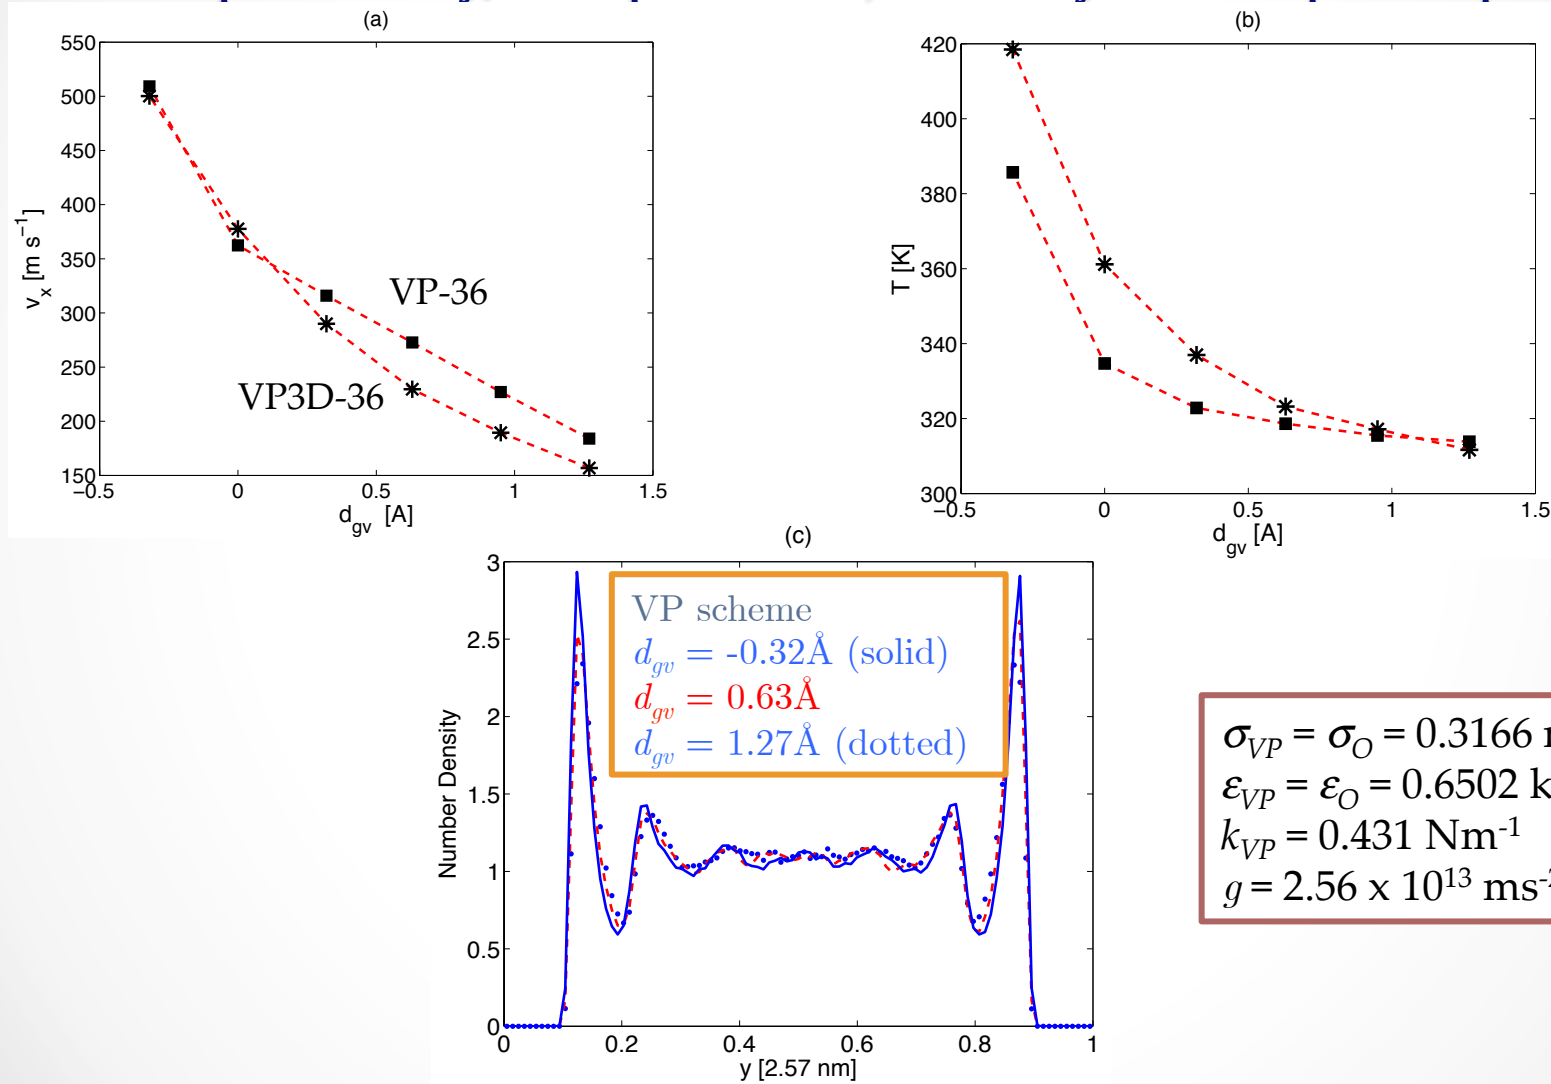 (a)
550
500
450
400
350
300
250
200
150
−0.5
0
0.5
1
1.5
v_x [m s⁻¹]
d_gv [A]
VP-36
VP3D-36
(b)
420
400
380
360
340
320
300
−0.5
0
0.5
1
1.5
T [K]
d_gv [A]
(c)
3
2.5
2
1.5
1
0.5
0
0
0.2
0.4
0.6
0.8
1
Number Density
y [2.57 nm]
VP scheme
d_gv = -0.32Å (solid)
d_gv = 0.63Å
d_gv = 1.27Å (dotted)
σ_VP = σ_O = 0.3166
ε_VP = ε_O = 0.6502 k
k_VP = 0.431 Nm⁻¹
g = 2.56 x 10¹³ ms⁻²